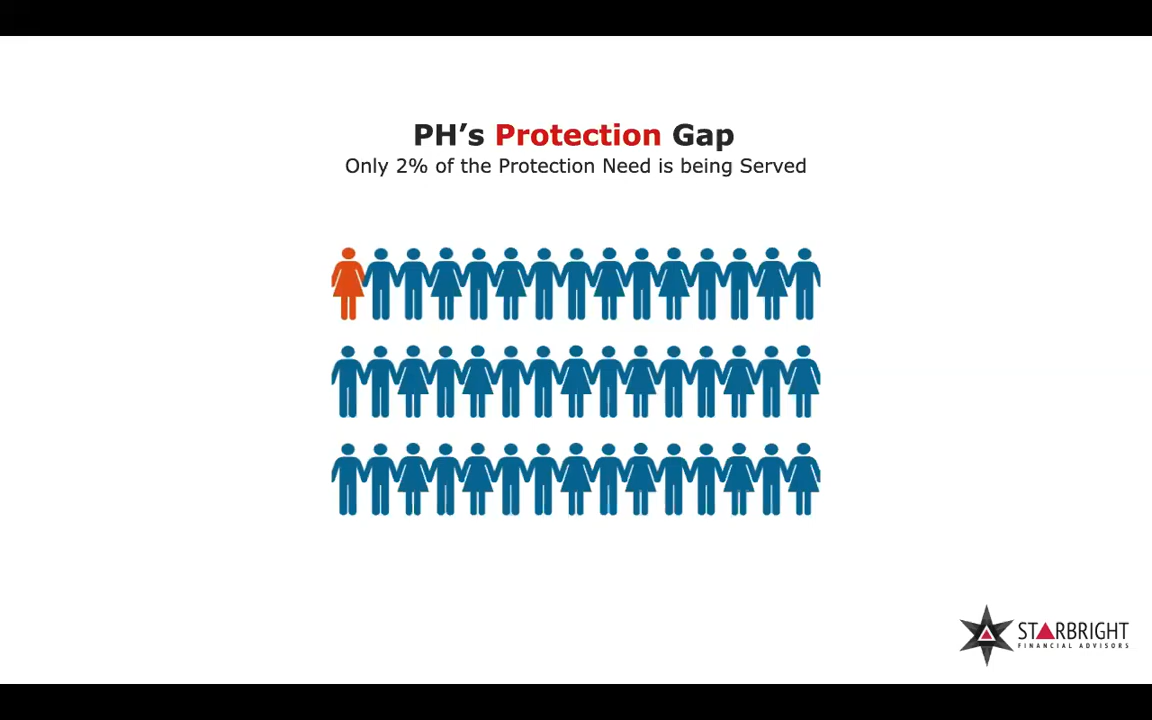 PH’s Protection Gap
Only 2% of the Protection Need is being Served
STARBRIGHT
FINANCIAL ADVISORS